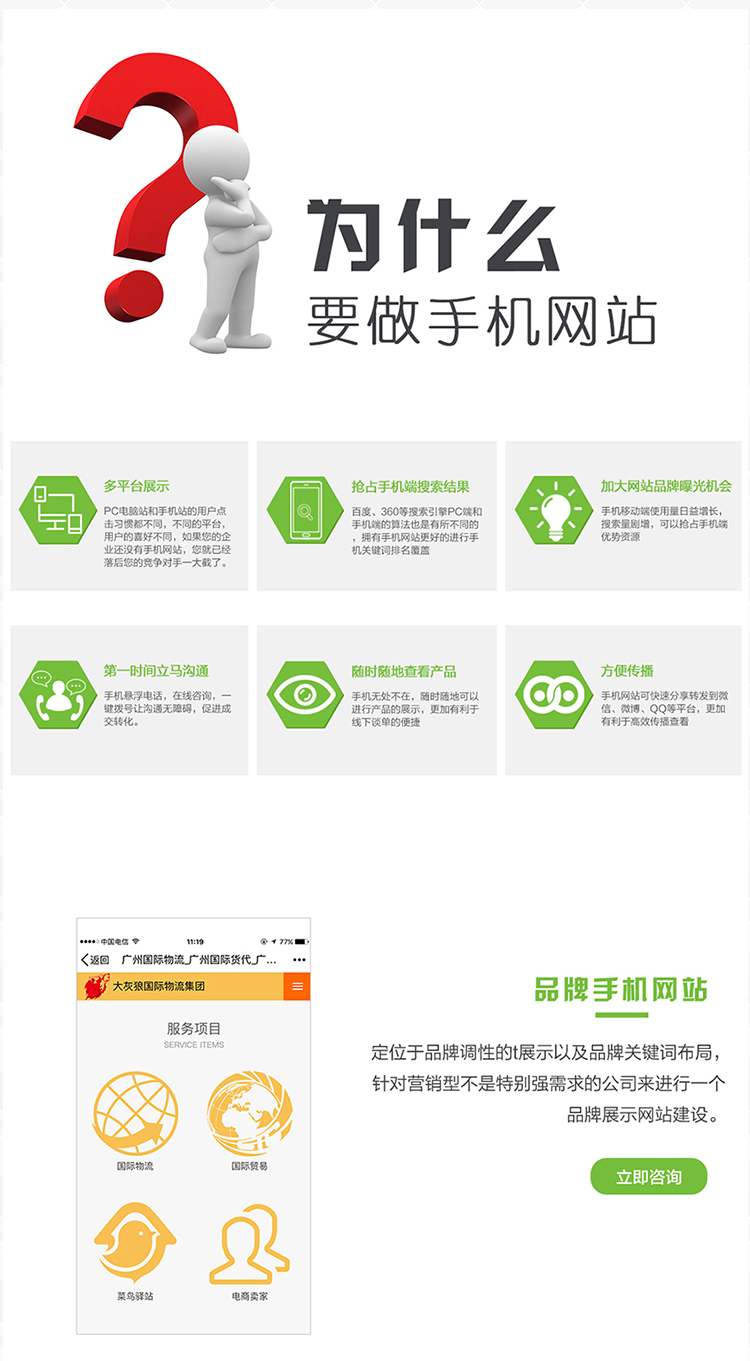 为什么
要做手机网站
多平台展示
PC电脑站和手机站的用户点
击习惯都不同，不同的平台，
用户的喜好不同，如果您的企
业还没有手机网站，您就已经
落后您的竞争对手一大截了。
抢占手机端搜索结果
百度、360等搜索引擎PC端和
手机端的算法也是有所不同的
，拥有手机网站更好的进行手
机关键词排名覆盖
加大网站品牌曝光机会
手机移动端使用量日益增长，
搜索量剧增，可以抢占手机端
优势资源
第一时间立马沟通
手机悬浮电话，在线咨询，一
键拨号让沟通无障碍，促进成
交转化。
随时随地查看产品
手机无处不在，随时随地可以
进行产品的展示，更加有利于
线下谈单的便捷
方便传播
手机网站可快速分享转发到微
信、微博、QQ等平台，更加
有利于高效传播查看
中国电信 11:19 77%
返回 广州国际物流_广州国际货代_广...
大灰狼国际物流集团
服务项目
SERVICE ITEMS
国际物流
国际贸易
菜鸟驿站
电商卖家
品牌手机网站
定位于品牌调性的t展示以及品牌关键词布局，
针对营销型不是特别强需求的公司来进行一个
品牌展示网站建设。
立即咨询